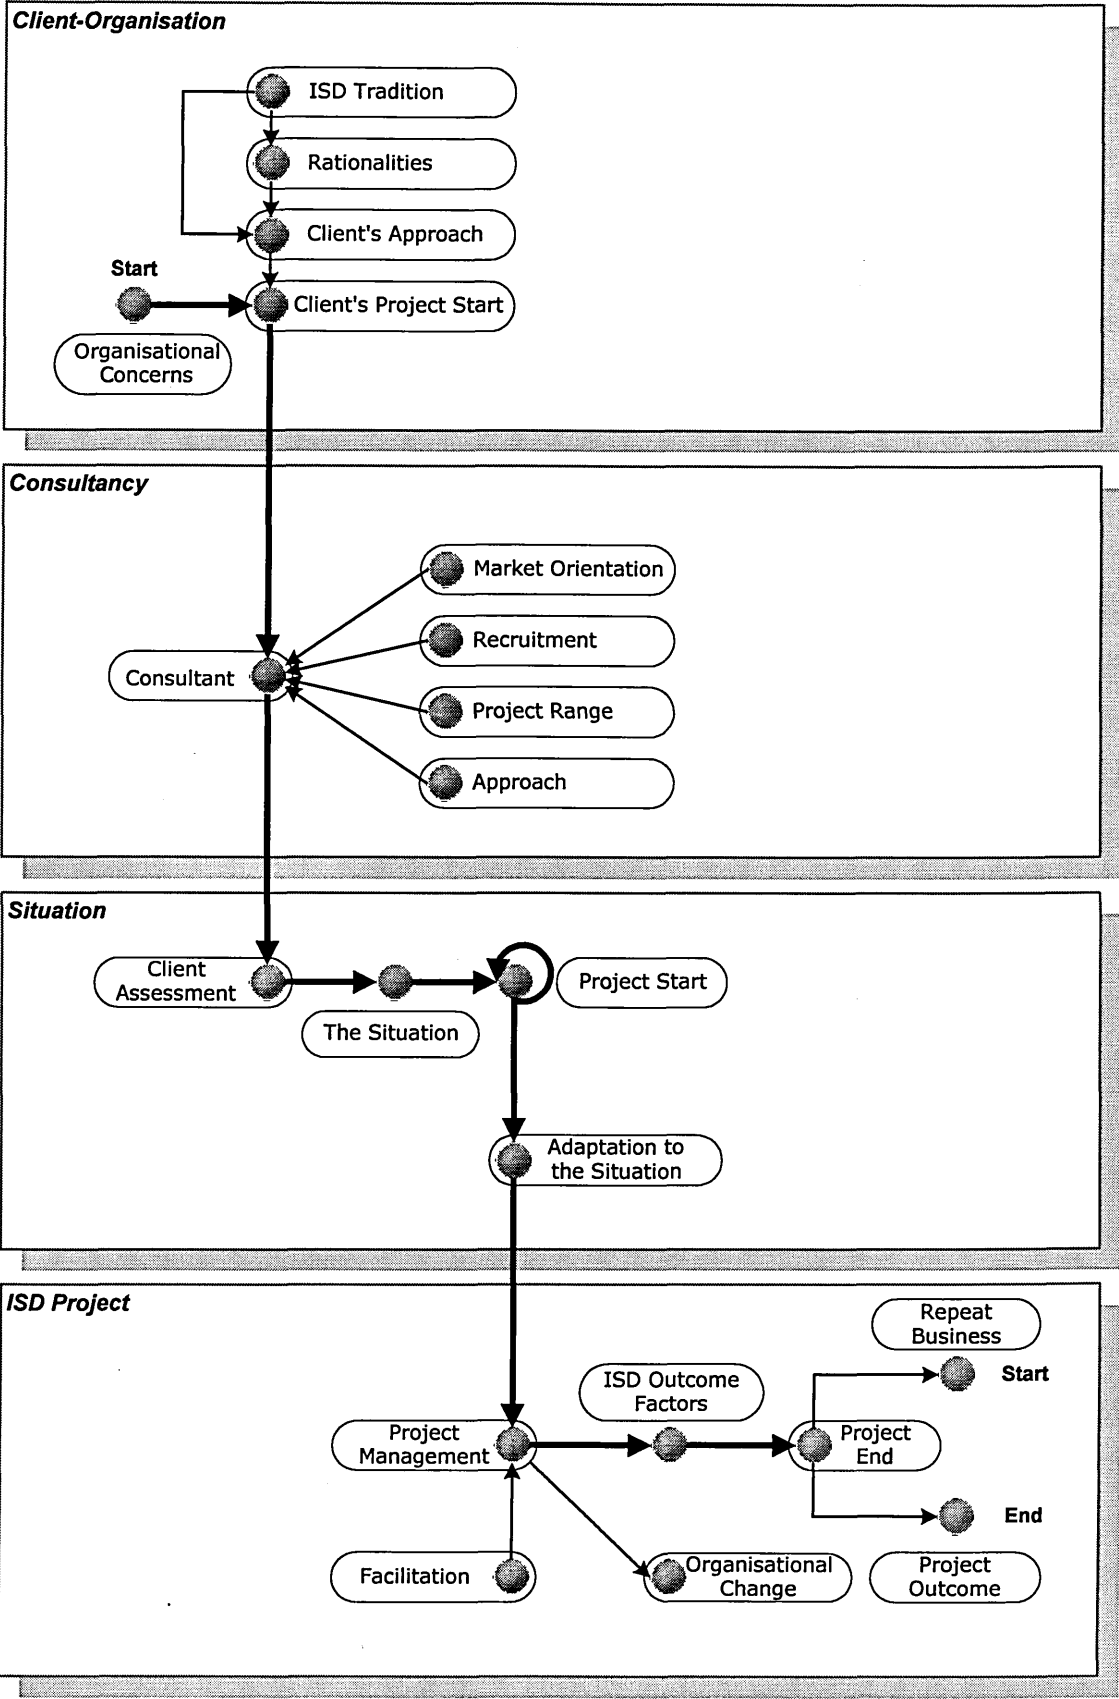 Client-Organisation
ISD Tradition
Rationalities
Client's Approach
Start
Client's Project Start
Organisational
Concerns
Consultancy
Market Orientation
Recruitment
Consultant
Project Range
Approach
Situation
Client
Assessment
Project Start
The Situation
Adaptation to
the Situation
ISD Project
Repeat
Business
Start
ISD Outcome
Factors
Project
Management
Project
End
End
Facilitation
Organisational
Change
Project
Outcome